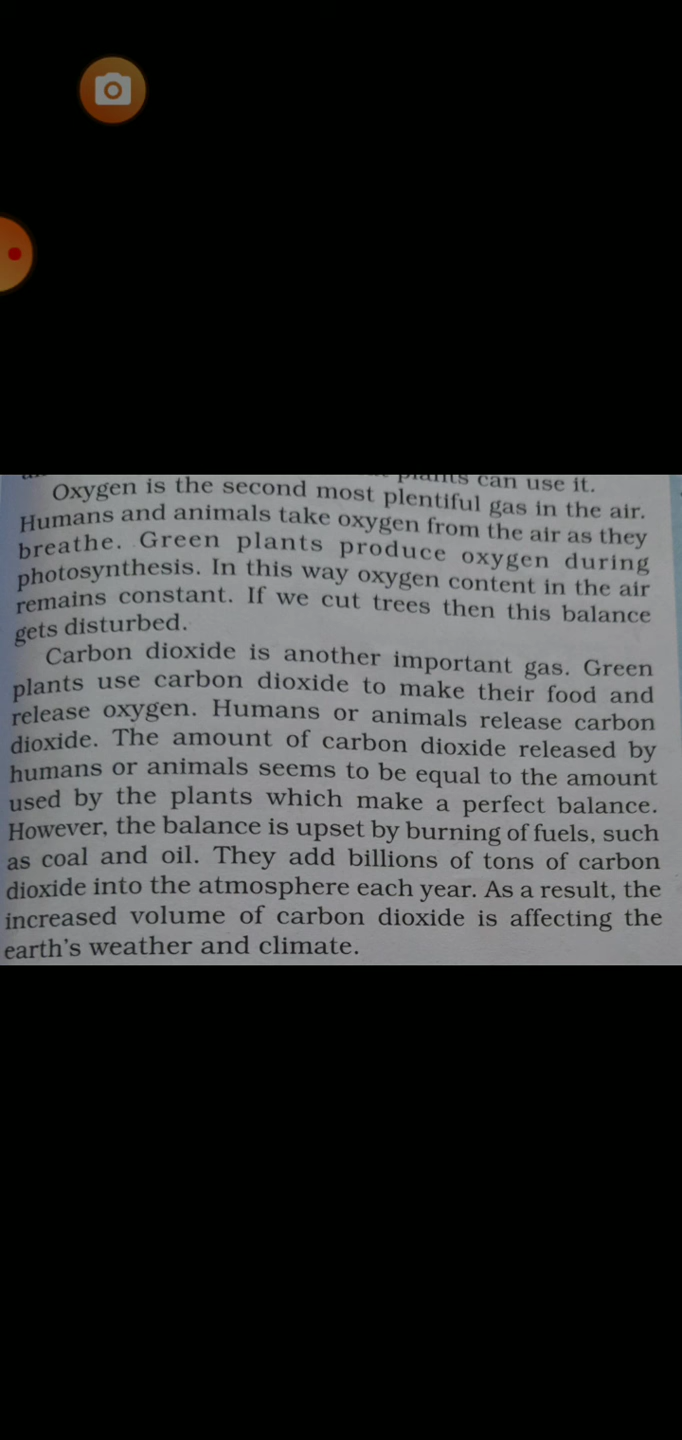 plants can use it.
Oxygen is the second most plentiful gas in the air.
Humans and animals take oxygen from the air as they
breathe. Green plants produce oxygen during
photosynthesis. In this way oxygen content in the air
remains constant. If we cut trees then this balance
gets disturbed.
Carbon dioxide is another important gas. Green
plants use carbon dioxide to make their food and
release oxygen. Humans or animals release carbon
dioxide. The amount of carbon dioxide released by
humans or animals seems to be equal to the amount
used by the plants which make a perfect balance.
However, the balance is upset by burning of fuels, such
as coal and oil. They add billions of tons of carbon
dioxide into the atmosphere each year. As a result, the
increased volume of carbon dioxide is affecting the
earth's weather and climate.